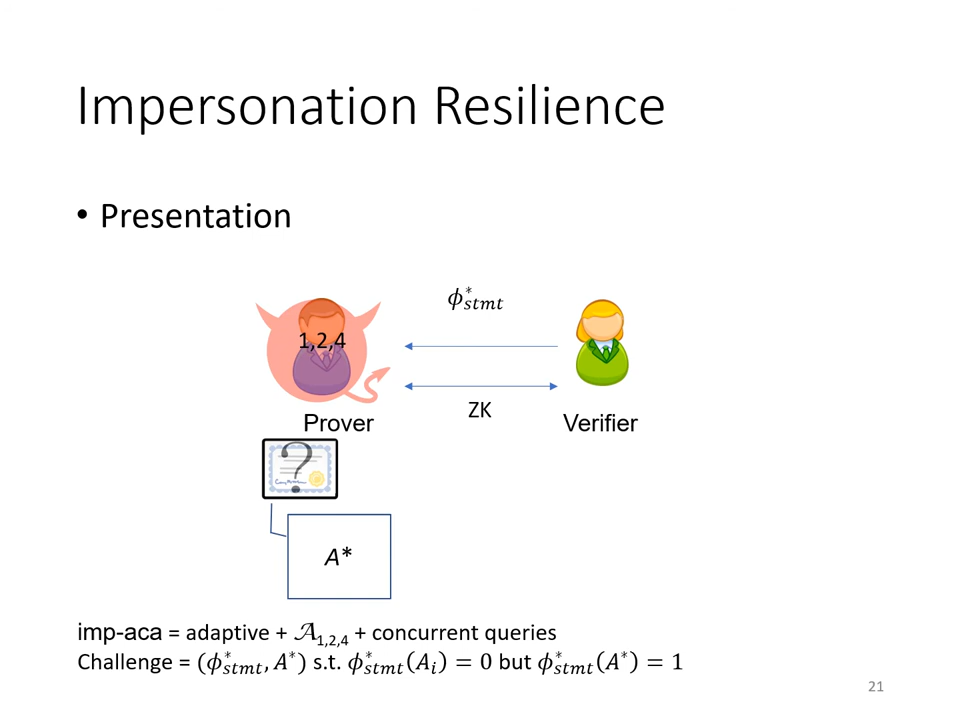 Impersonation Resilience
• Presentation
ϕ*stmt
1,2,4
ZK
Prover
Verifier
?
A*
imp-aca = adaptive + 𝒜1,2,4 + concurrent queries
Challenge = (ϕ*stmt, A*) s.t. ϕ*stmt(Ai) = 0 but ϕ*stmt(A*) = 1
21